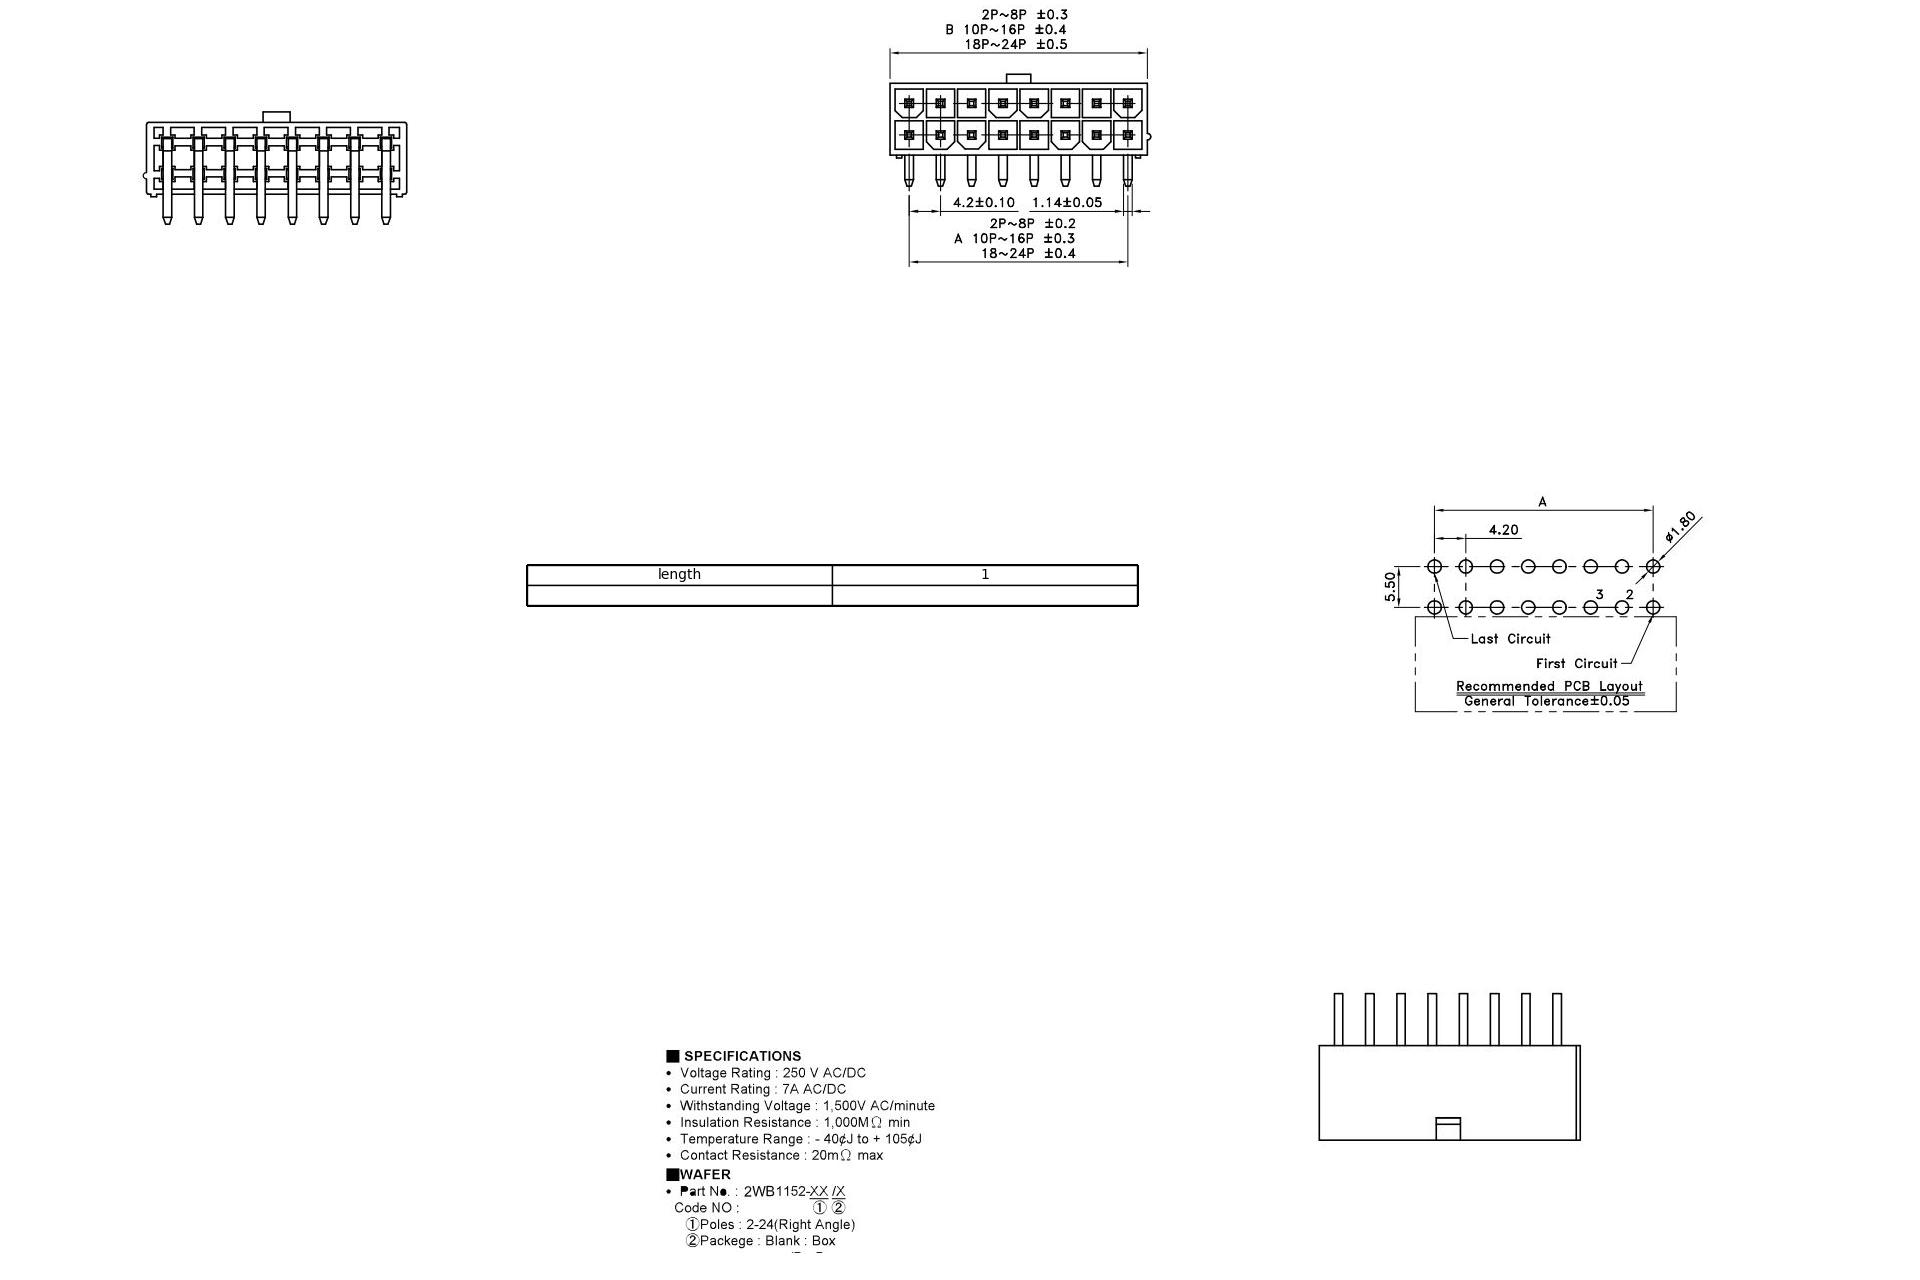 2P~8P ±0.3
B 10P~16P ±0.4
18P~24P ±0.5
4.2±0.10 1.14±0.05
2P~8P ±0.2
A 10P~16P ±0.3
18~24P ±0.4
length 1
A
4.20
ø1.80
5.50
3 2
Last Circuit
First Circuit
Recommended PCB Layout
General Tolerance±0.05
■ SPECIFICATIONS
• Voltage Rating : 250 V AC/DC
• Current Rating : 7A AC/DC
• Withstanding Voltage : 1,500V AC/minute
• Insulation Resistance : 1,000MΩ min
• Temperature Range : - 40¢J to + 105¢J
• Contact Resistance : 20mΩ max
■WAFER
• Part No. : 2WB1152-XX /X
Code NO : ① ②
①Poles : 2-24(Right Angle)
②Packege : Blank : Box